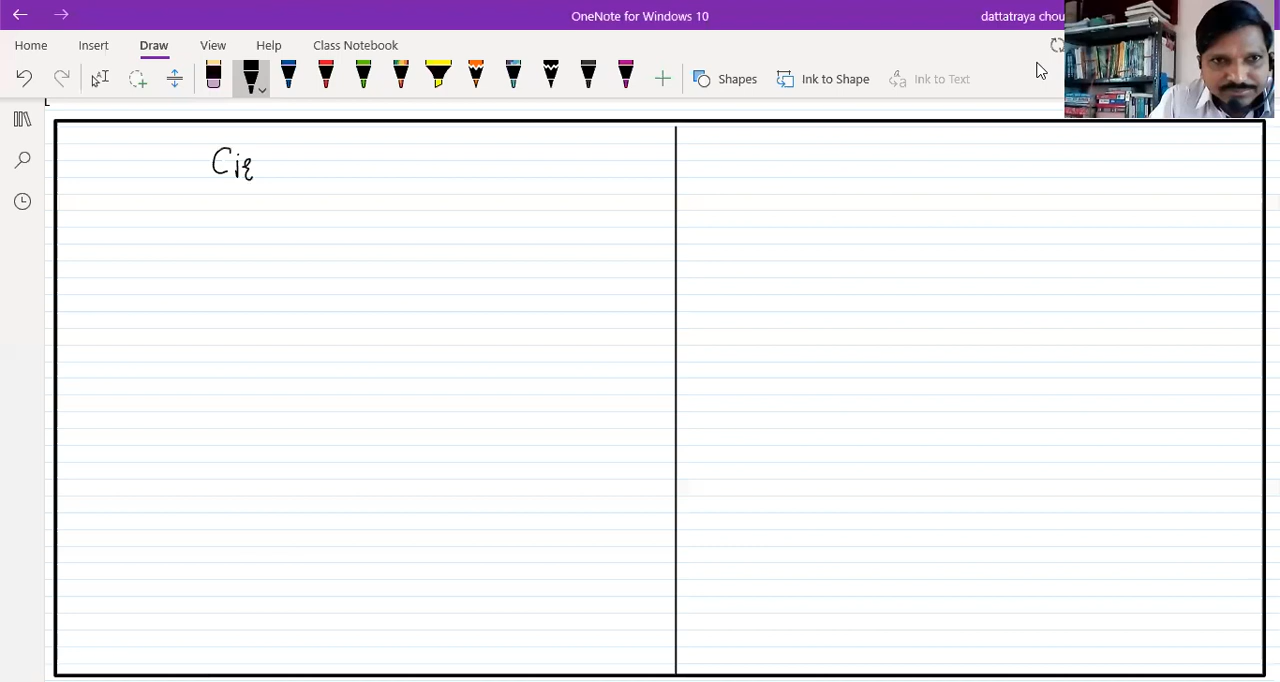 OneNote for Windows 10
dattatraya chou
Home Insert Draw View Help Class Notebook
Shapes Ink to Shape Ink to Text